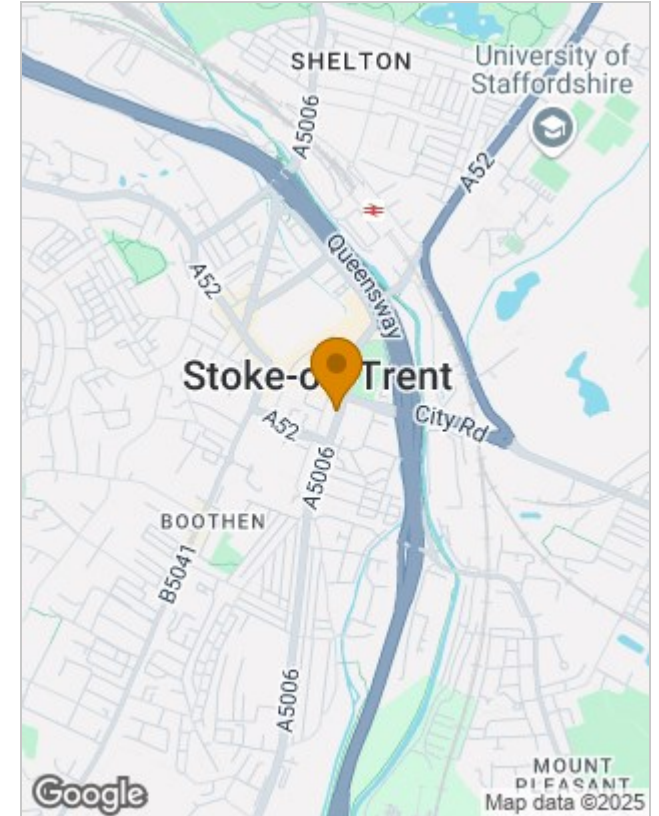 SHELTON
University of
Staffordshire
A5006
A52
Queensway
A52
Stoke-o Trent
City Rd
A52
A5006
BOOTHEN
B5041
A5006
MOUNT
PLEASANT
Google
Map data ©2025